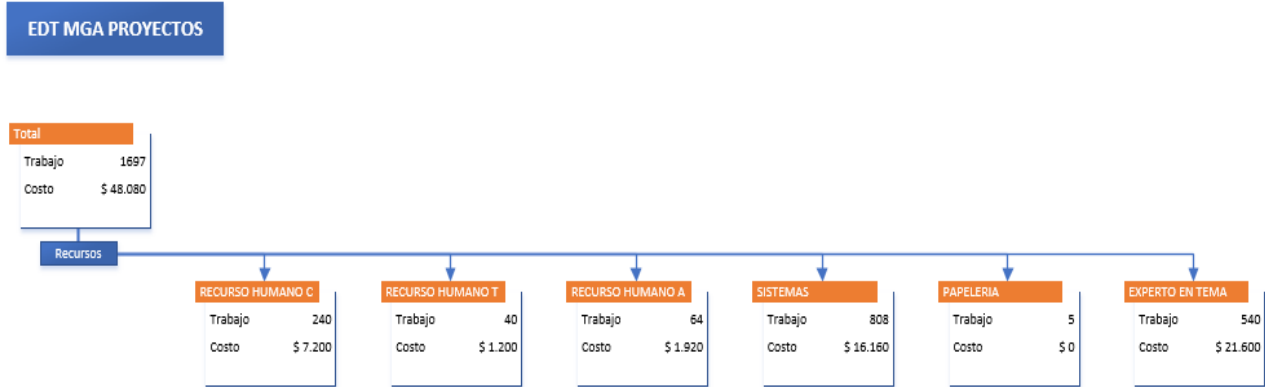 EDT MGA PROYECTOS
Total
Trabajo 1697
Costo $ 48.080
Recursos
RECURSO HUMANO C
Trabajo 240
Costo $ 7.200
RECURSO HUMANO T
Trabajo 40
Costo $ 1.200
RECURSO HUMANO A
Trabajo 64
Costo $ 1.920
SISTEMAS
Trabajo 808
Costo $ 16.160
PAPELERIA
Trabajo 5
Costo $ 0
EXPERTO EN TEMA
Trabajo 540
Costo $ 21.600